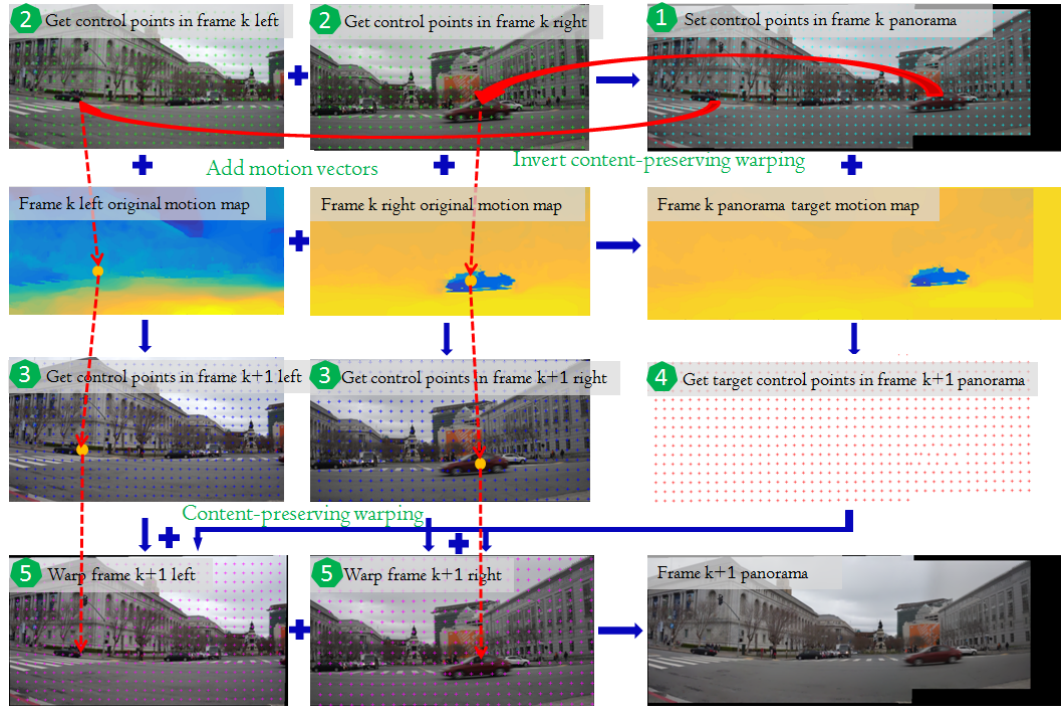 2 Get control points in frame k left
2 Get control points in frame k right
1 Set control points in frame k panorama
Add motion vectors
Invert content-preserving warping
Frame k left original motion map
Frame k right original motion map
Frame k panorama target motion map
3 Get control points in frame k+1 left
3 Get control points in frame k+1 right
4 Get target control points in frame k+1 panorama
Content-preserving warping
5 Warp frame k+1 left
5 Warp frame k+1 right
Frame k+1 panorama